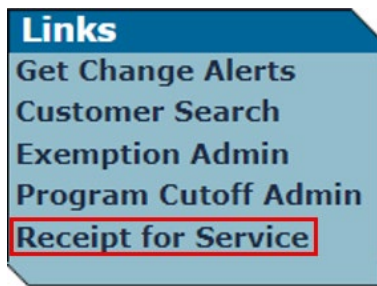 Links
Get Change Alerts
Customer Search
Exemption Admin
Program Cutoff Admin
Receipt for Service